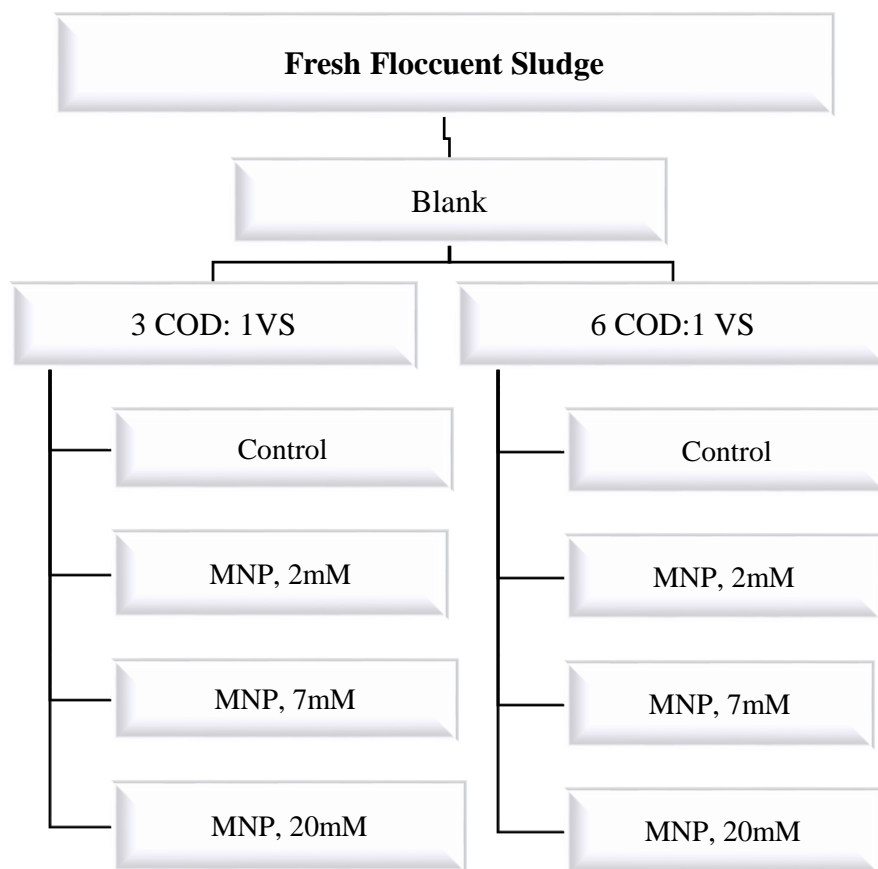 Fresh Floccuent Sludge
Blank
3 COD: 1VS
Control
MNP, 2mM
MNP, 7mM
MNP, 20mM
6 COD:1 VS
Control
MNP, 2mM
MNP, 7mM
MNP, 20mM